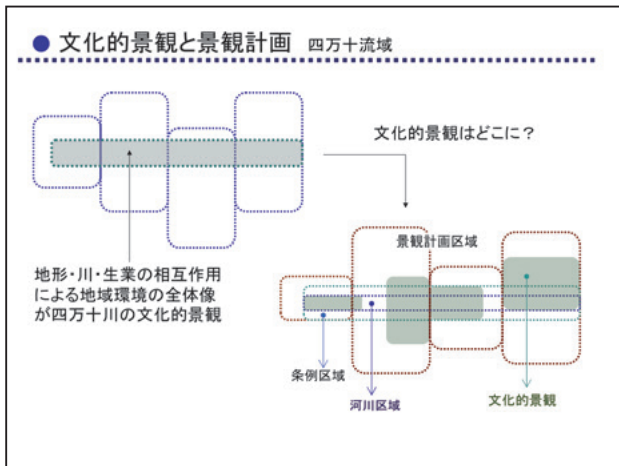 ● 文化的景観と景観計画 四万十流域
文化的景観はどこに？
地形・川・生業の相互作用
による地域環境の全体像
が四万十川の文化的景観
景観計画区域
条例区域
河川区域
文化的景観